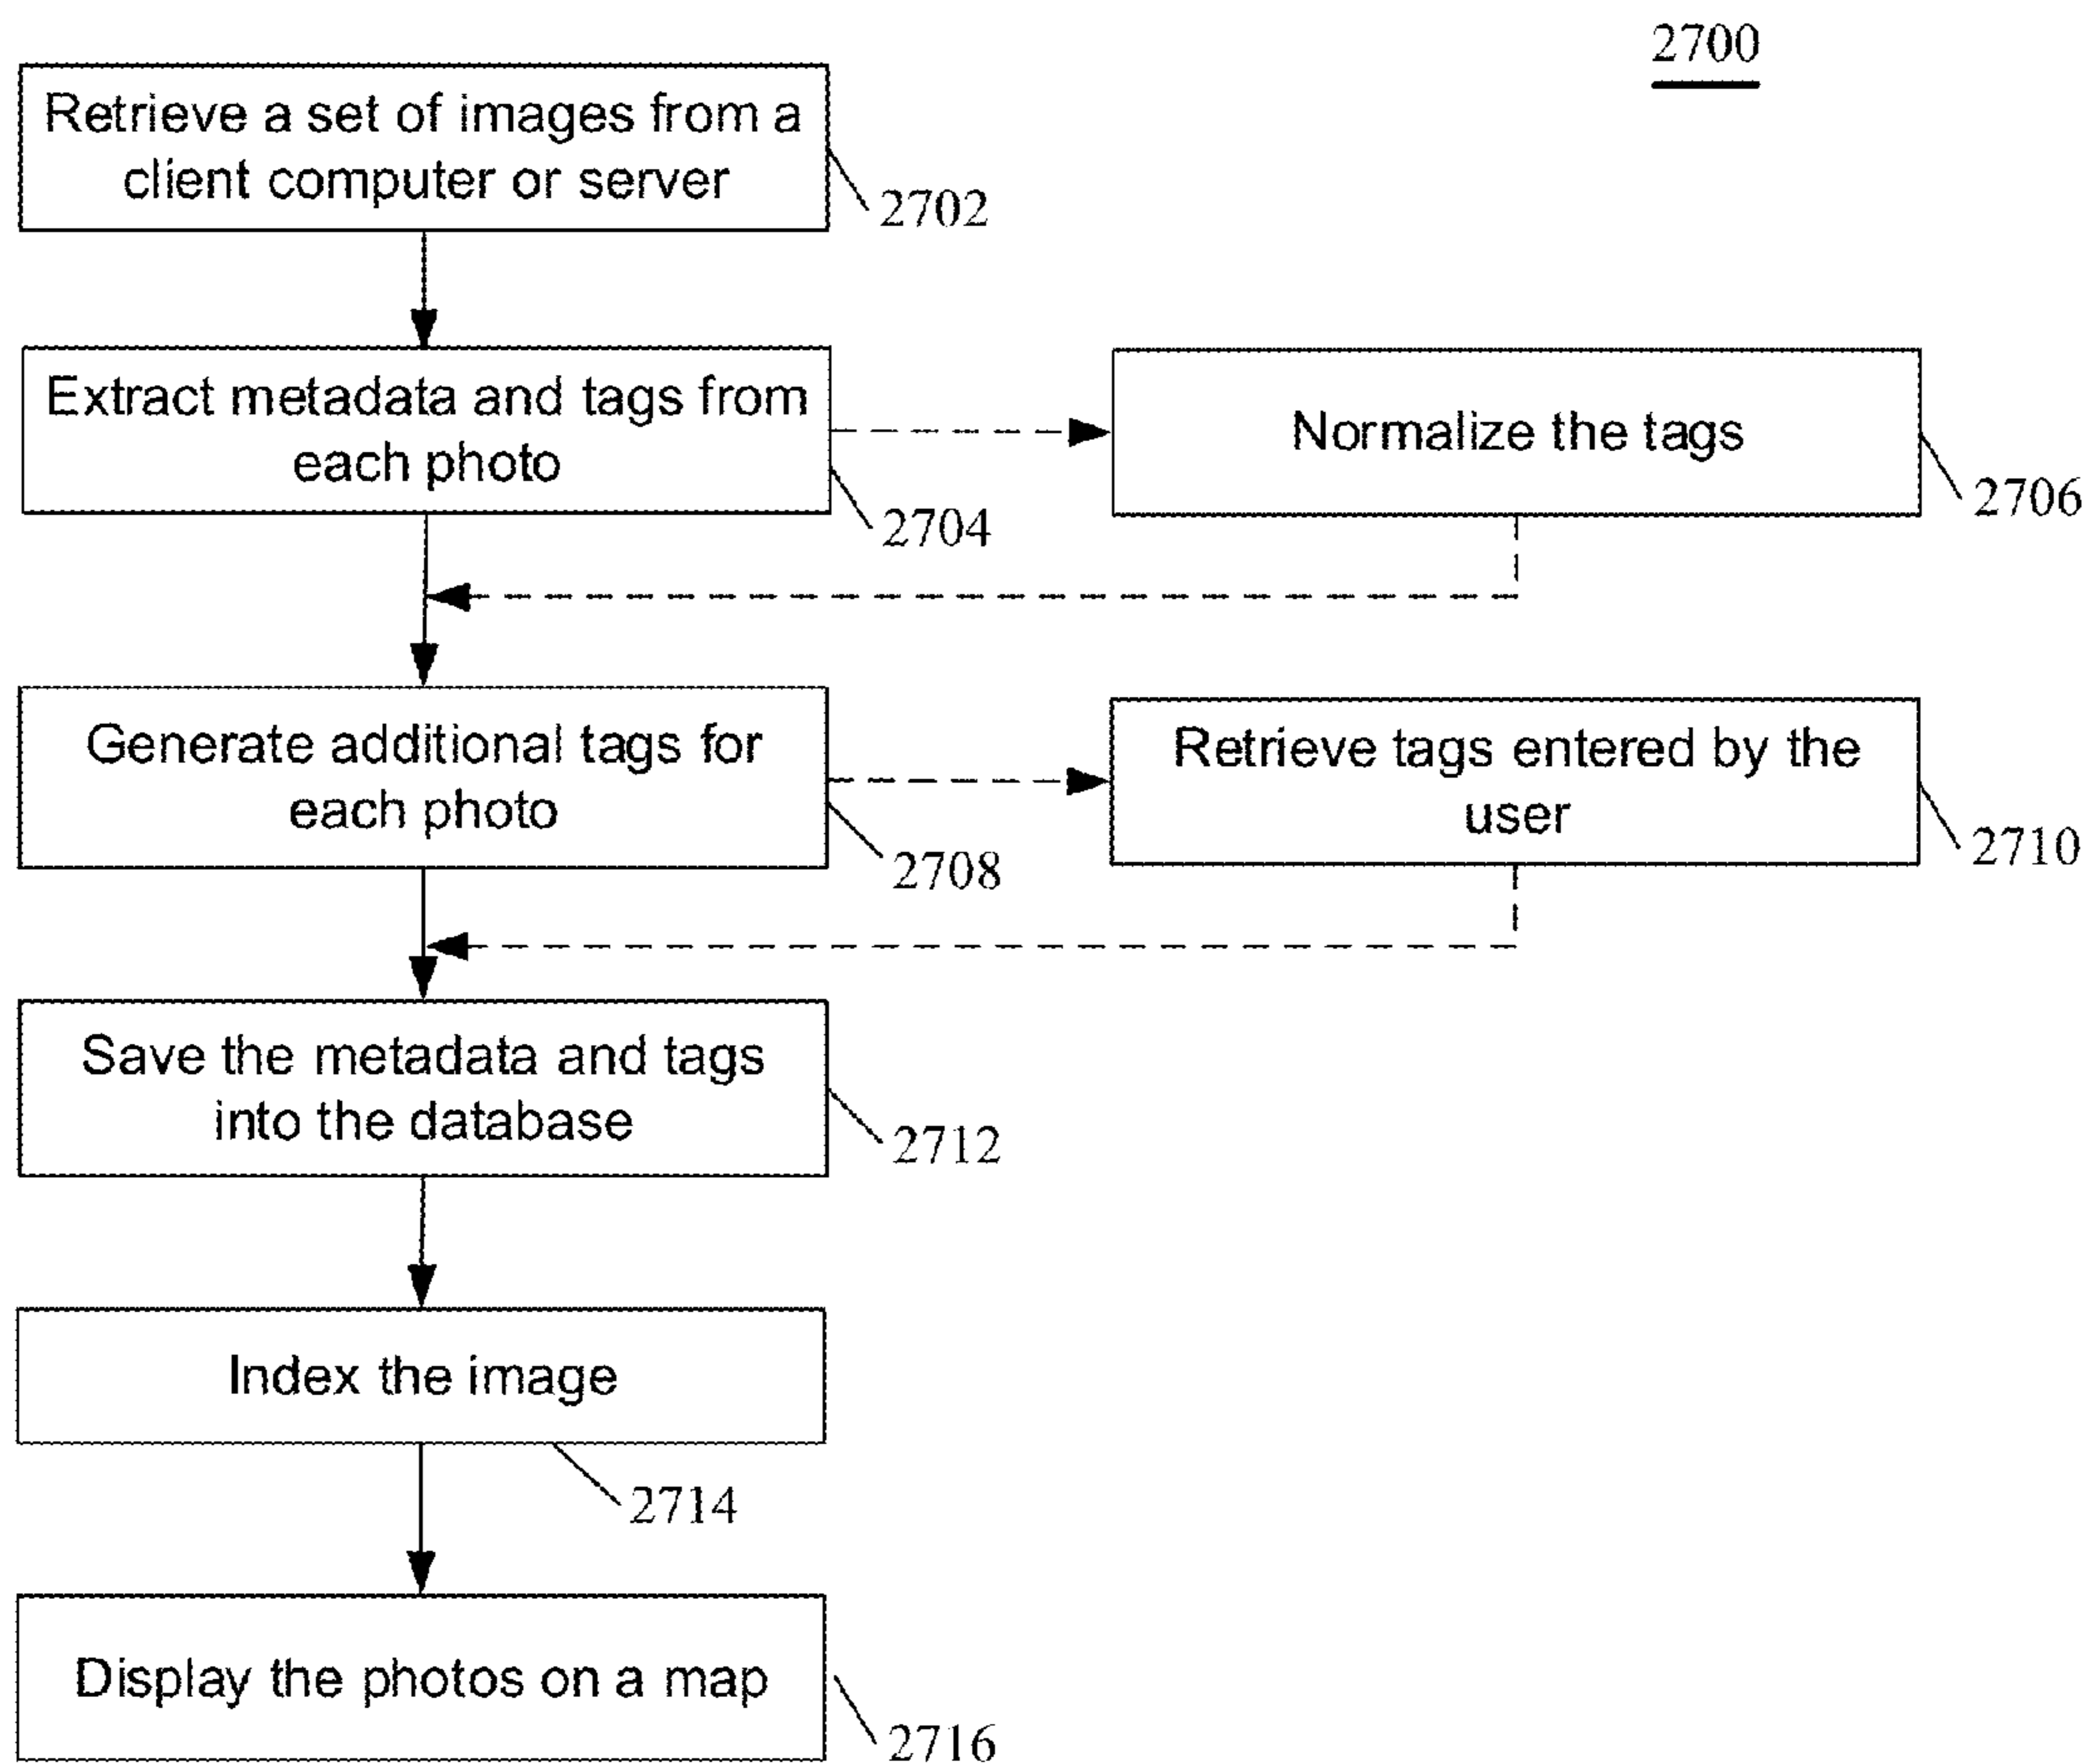 2700
Retrieve a set of images from a
client computer or server
2702
Extract metadata and tags from
each photo
2704
Normalize the tags
2706
Generate additional tags for
each photo
2708
Retrieve tags entered by the
user
2710
Save the metadata and tags
into the database
2712
Index the image
2714
Display the photos on a map
2716